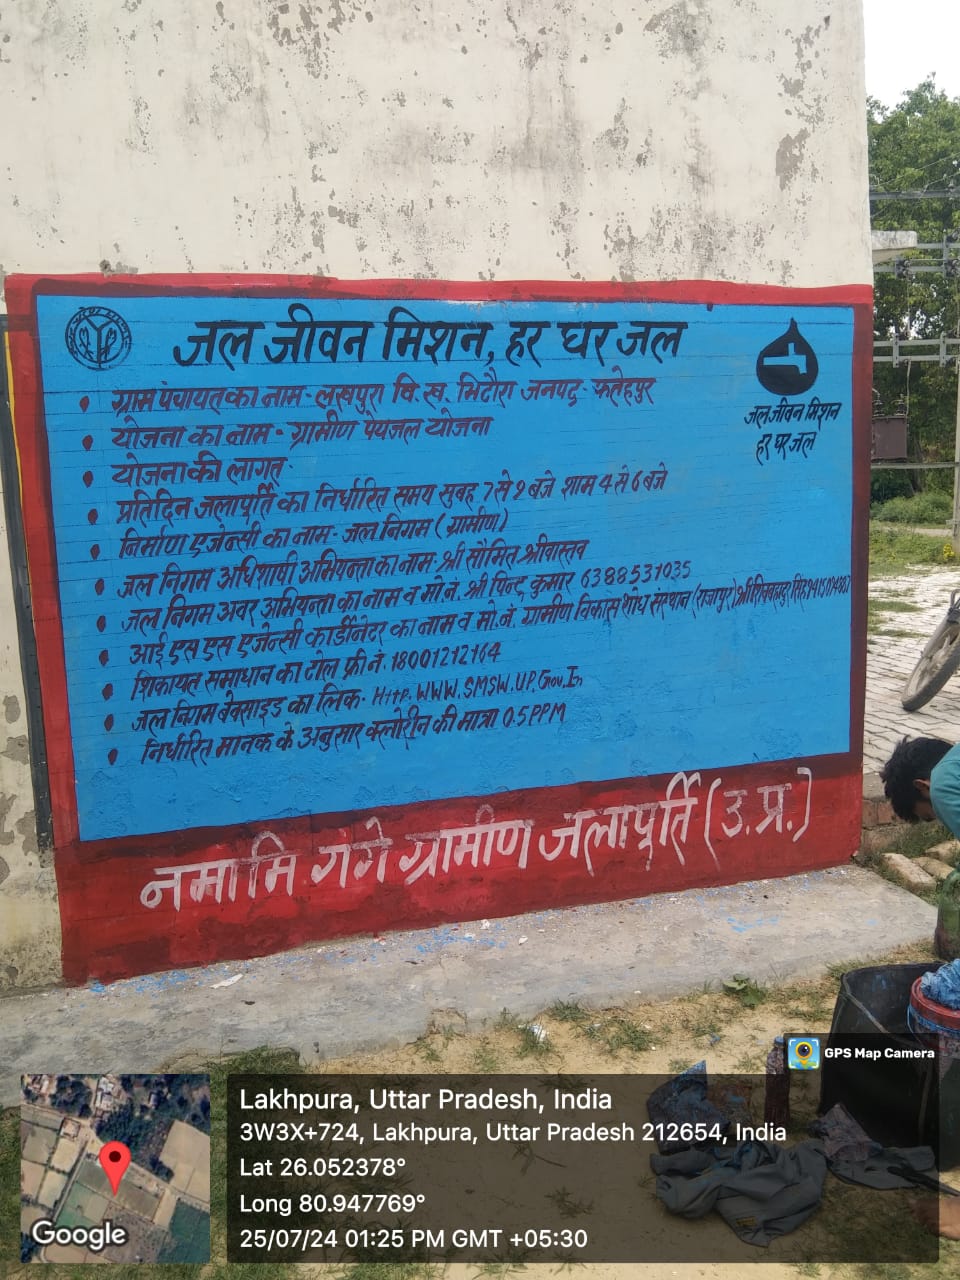 जल जीवन मिशन, हर घर जल
जल जीवन मिशन
हर घर जल
• ग्राम पंचायत का नाम - लखपुरा वि. ख. भिटौरा जनपद - फतेहपुर
• योजना का नाम - ग्रामीण पेयजल योजना
• योजना की लागत -
• प्रतिदिन जलापूर्ति का निर्धारित समय सुबह 7 से 9 बजे शाम 4 से 6 बजे
• निर्माण एजेन्सी का नाम - जल निगम (ग्रामीण)
• जल निगम अधिशाषी अभियन्ता का नाम - श्री सौमित्र श्रीवास्तव
• जल निगम अवर अभियन्ता का नाम व मो.नं. श्री पिन्टू कुमार 6388531035
• आई एस एस एजेन्सी कार्डीनेटर का नाम व मो.नं. ग्रामीण विकास शोध संस्थान (राजापुर) श्री शिवबहादुर सिंह
• शिकायत समाधान का टोल फ्री नं. 18001212164
• जल निगम बेवसाइड का लिंक - Http. WWW.SMSW.UP.Gov.In
• निर्धारित मानक के अनुसार क्लोरीन की मात्रा 0.5 PPM
नमामि गंगे ग्रामीण जलापूर्ति (उ.प्र.)
GPS Map Camera
Lakhpura, Uttar Pradesh, India
3W3X+724, Lakhpura, Uttar Pradesh 212654, India
Lat 26.052378°
Long 80.947769°
25/07/24 01:25 PM GMT +05:30
Google